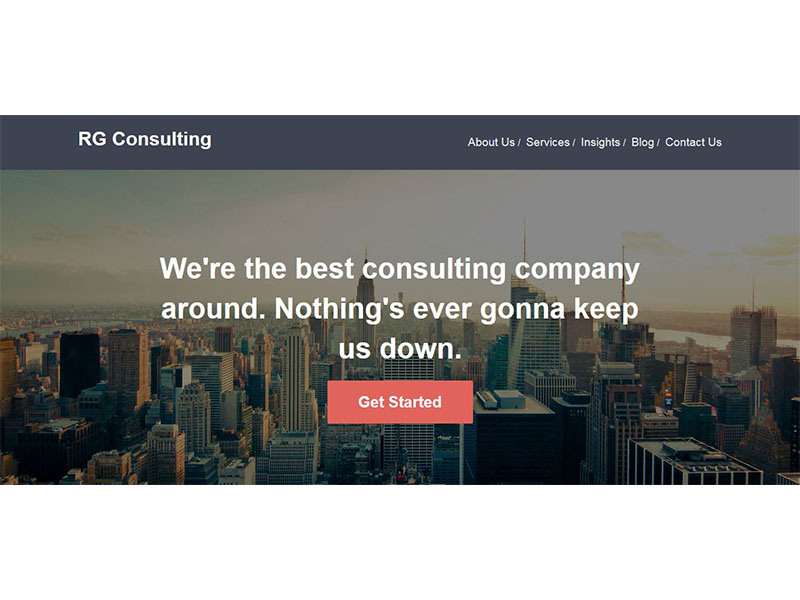 RG Consulting
About Us / Services / Insights / Blog / Contact Us
We're the best consulting company
around. Nothing's ever gonna keep
us down.
Get Started